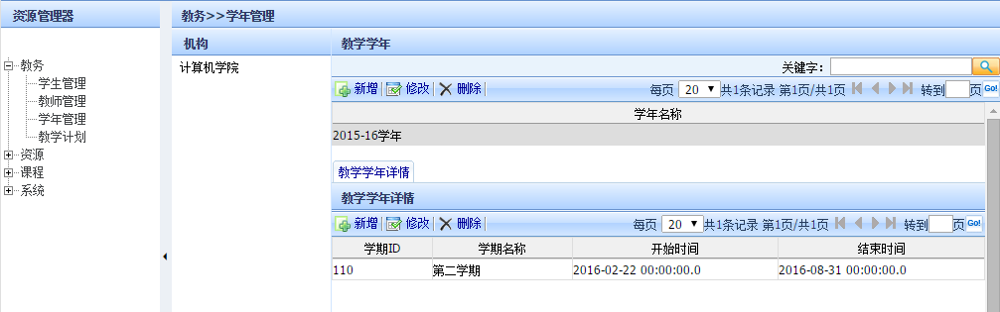 资源管理器
教务
学生管理
教师管理
学年管理
教学计划
资源
课程
系统
教务>>学年管理
机构
计算机学院
教学学年
关键字：
新增 修改 删除 每页 20 共1条记录 第1页/共1页 转到 页 Go!
学年名称
2015-16学年
教学学年详情
教学学年详情
新增 修改 删除 每页 20 共1条记录 第1页/共1页 转到 页 Go!
学期ID 学期名称 开始时间 结束时间
110 第二学期 2016-02-22 00:00:00.0 2016-08-31 00:00:00.0